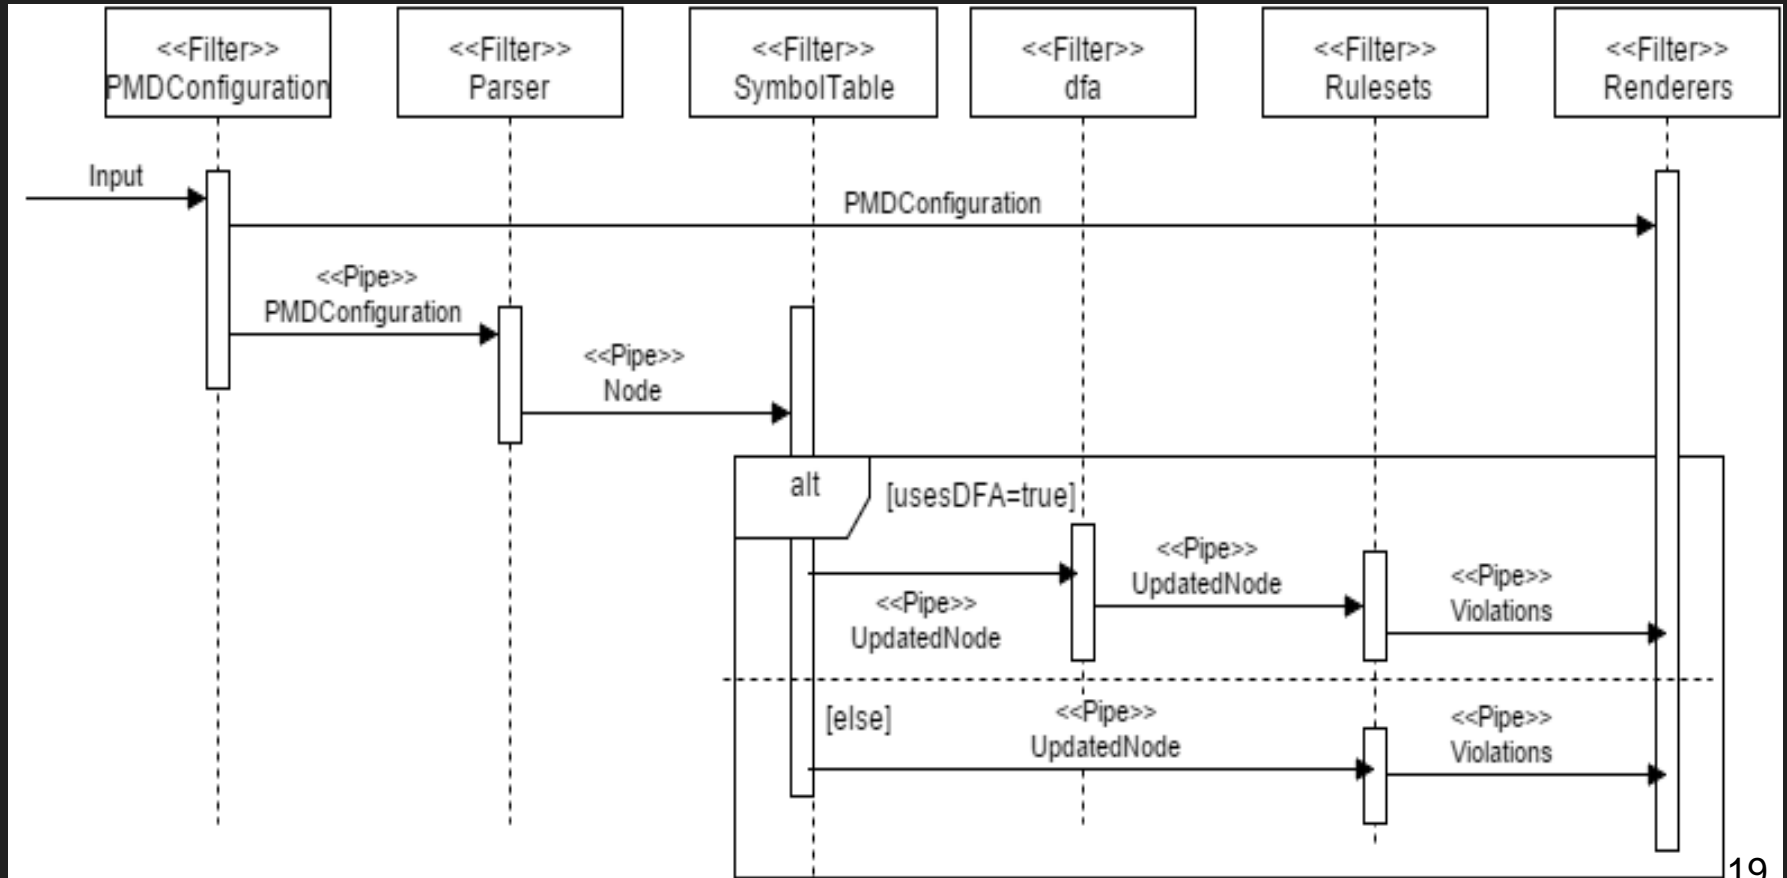 <<Filter>>
PMDConfiguration
<<Filter>>
Parser
<<Filter>>
SymbolTable
<<Filter>>
dfa
<<Filter>>
Rulesets
<<Filter>>
Renderers
Input
PMDConfiguration
<<Pipe>>
PMDConfiguration
<<Pipe>>
Node
alt
[usesDFA=true]
<<Pipe>>
UpdatedNode
<<Pipe>>
UpdatedNode
<<Pipe>>
Violations
[else]
<<Pipe>>
UpdatedNode
<<Pipe>>
Violations
19